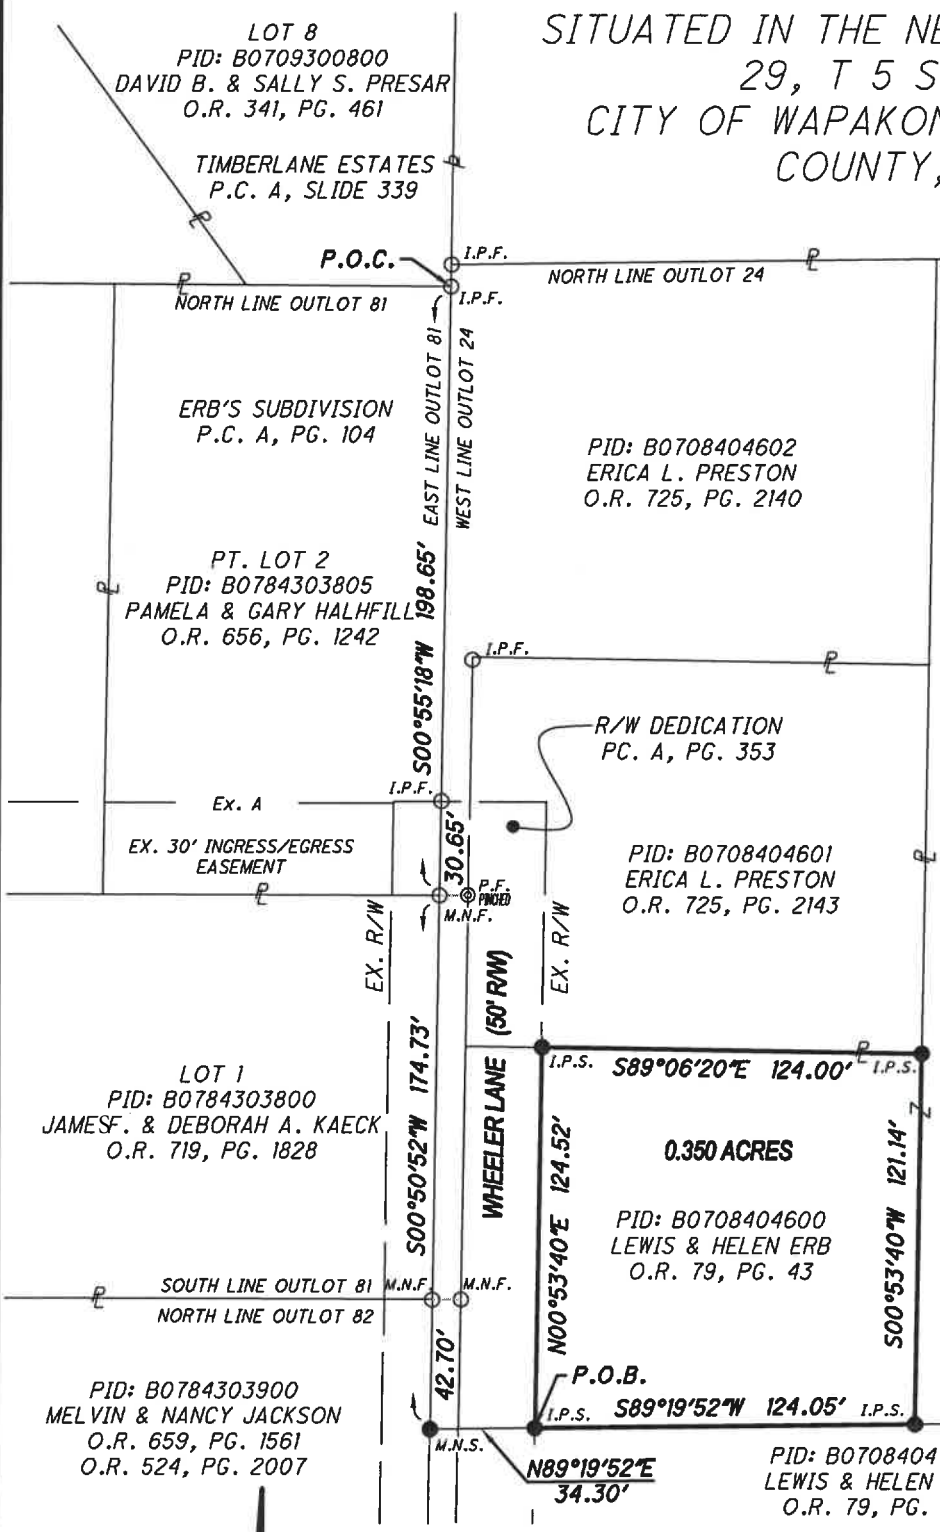 SITUATED IN THE NE
29, T 5 S
CITY OF WAPAKON
COUNTY,
LOT 8
PID: B0709300800
DAVID B. & SALLY S. PRESAR
O.R. 341, PG. 461
TIMBERLANE ESTATES
P.C. A, SLIDE 339
P.O.C.
I.P.F.
I.P.F.
NORTH LINE OUTLOT 24
NORTH LINE OUTLOT 81
EAST LINE OUTLOT 81
WEST LINE OUTLOT 24
ERB'S SUBDIVISION
P.C. A, PG. 104
PID: B0708404602
ERICA L. PRESTON
O.R. 725, PG. 2140
PT. LOT 2
PID: B0784303805
PAMELA & GARY HALHFILL
O.R. 656, PG. 1242
S00°55'18"W 198.65'
I.P.F.
R/W DEDICATION
PC. A, PG. 353
I.P.F.
Ex. A
EX. 30' INGRESS/EGRESS
EASEMENT
30.65'
P.F.
PINCHED
M.N.F.
PID: B0708404601
ERICA L. PRESTON
O.R. 725, PG. 2143
EX. R/W
EX. R/W
WHEELER LANE (50' R/W)
S00°50'52"W 174.73'
I.P.S.
S89°06'20"E 124.00'
I.P.S.
LOT 1
PID: B0784303800
JAMESF. & DEBORAH A. KAECK
O.R. 719, PG. 1828
N00°53'40"E 124.52'
0.350 ACRES
S00°53'40"W 121.14'
PID: B0708404600
LEWIS & HELEN ERB
O.R. 79, PG. 43
SOUTH LINE OUTLOT 81
M.N.F.
M.N.F.
NORTH LINE OUTLOT 82
42.70'
P.O.B.
I.P.S.
S89°19'52"W 124.05'
I.P.S.
M.N.S.
N89°19'52"E
34.30'
PID: B0784303900
MELVIN & NANCY JACKSON
O.R. 659, PG. 1561
O.R. 524, PG. 2007
PID: B0708404
LEWIS & HELEN
O.R. 79, PG.